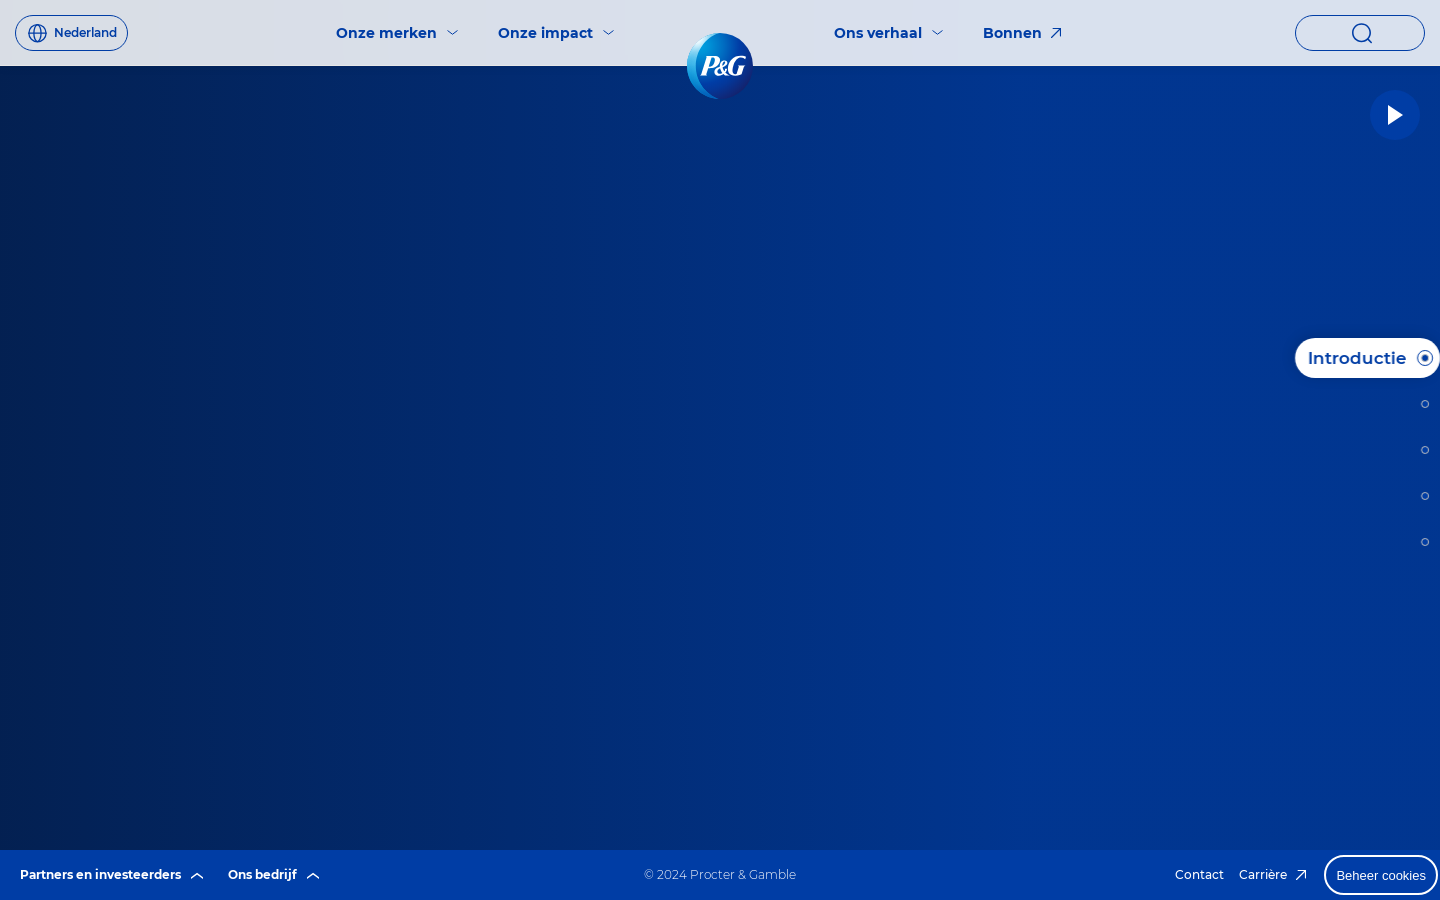 Nederland
Onze merken
Onze impact
P&G
Ons verhaal
Bonnen
Introductie
Partners en investeerders
Ons bedrijf
© 2024 Procter & Gamble
Contact
Carrière
Beheer cookies